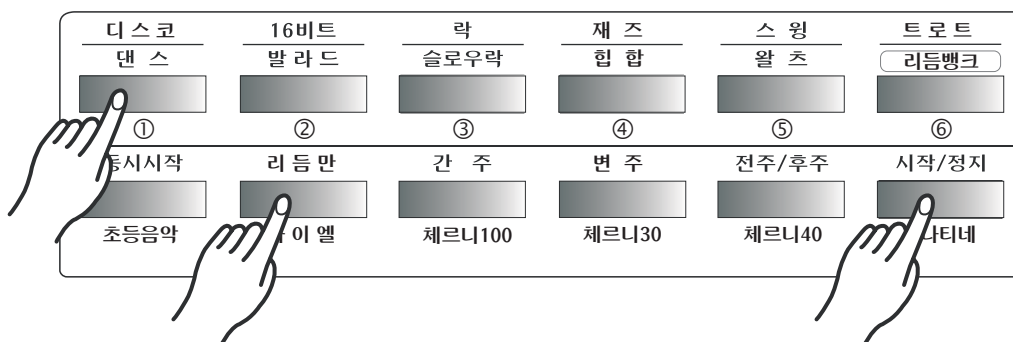 디스코 16비트 락 재즈 스윙 트로트
댄스 발라드 슬로우락 힙합 왈츠 리듬뱅크
① ② ③ ④ ⑤ ⑥
리듬만 간주 변주 전주/후주 시작/정지
초등음악 체르니100 체르니30 체르니40